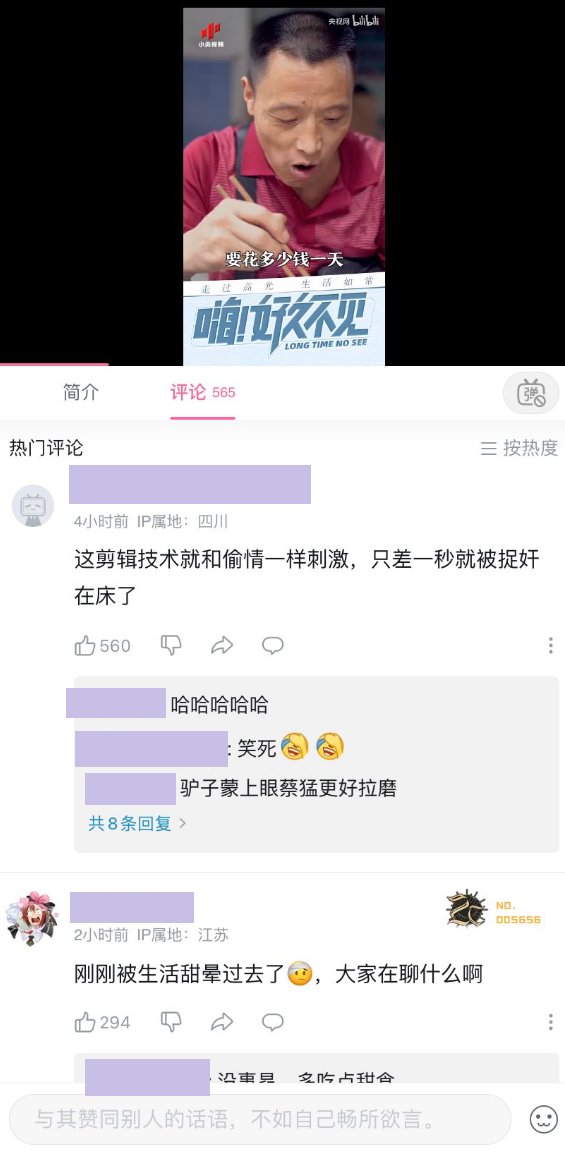 小央视频
央视网 bilibili
要花多少钱一天
走过高光 生活如常
嗨!好久不见
LONG TIME NO SEE
简介
评论 565
弹
热门评论
按热度
4小时前 IP属地：四川
这剪辑技术就和偷情一样刺激，只差一秒就被捉奸
在床了
560
哈哈哈哈哈
: 笑死
驴子蒙上眼蔡猛更好拉磨
共8条回复 >
NO.
005656
2小时前 IP属地：江苏
刚刚被生活甜晕过去了，大家在聊什么啊
294
: 没事是，多吃点甜食
与其赞同别人的话语，不如自己畅所欲言。